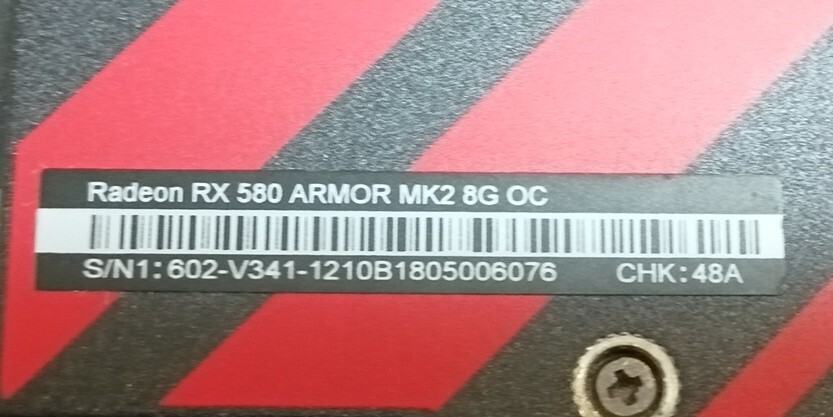 Radeon RX 580 ARMOR MK2 8G OC
S/N1:602-V341-1210B1805006076 CHK:48A